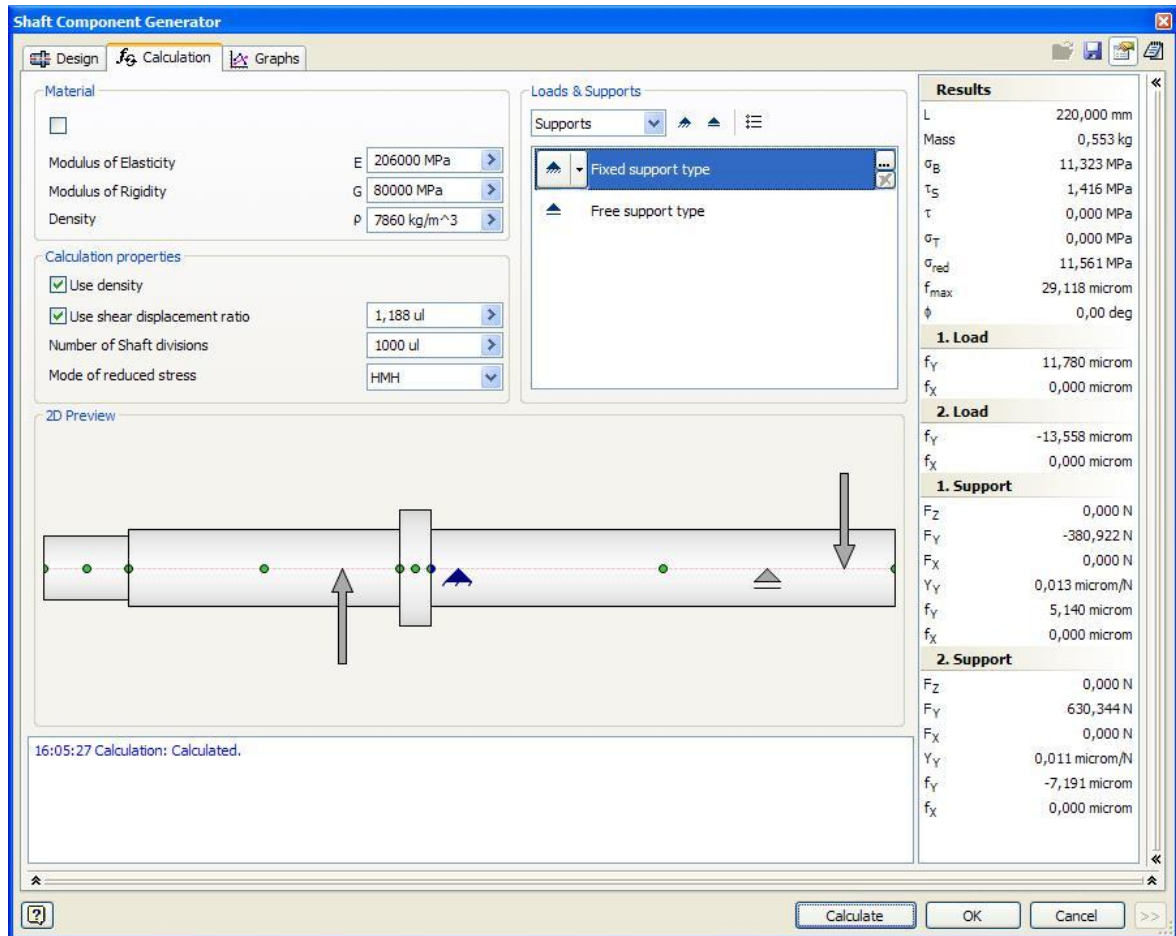 Shaft Component Generator
Design
Calculation
Graphs
Material
Modulus of Elasticity E 206000 MPa
Modulus of Rigidity G 80000 MPa
Density ρ 7860 kg/m^3
Calculation properties
Use density
Use shear displacement ratio 1,188 ul
Number of Shaft divisions 1000 ul
Mode of reduced stress HMH
Loads & Supports
Supports
Fixed support type ...
Free support type
2D Preview
16:05:27 Calculation: Calculated.
Results
L 220,000 mm
Mass 0,553 kg
σB 11,323 MPa
τS 1,416 MPa
τ 0,000 MPa
σT 0,000 MPa
σred 11,561 MPa
fmax 29,118 microm
ϕ 0,00 deg
1. Load
fY 11,780 microm
fX 0,000 microm
2. Load
fY -13,558 microm
fX 0,000 microm
1. Support
FZ 0,000 N
FY -380,922 N
FX 0,000 N
YY 0,013 microm/N
fY 5,140 microm
fX 0,000 microm
2. Support
FZ 0,000 N
FY 630,344 N
FX 0,000 N
YY 0,011 microm/N
fY -7,191 microm
fX 0,000 microm
?
Calculate
OK
Cancel
>>